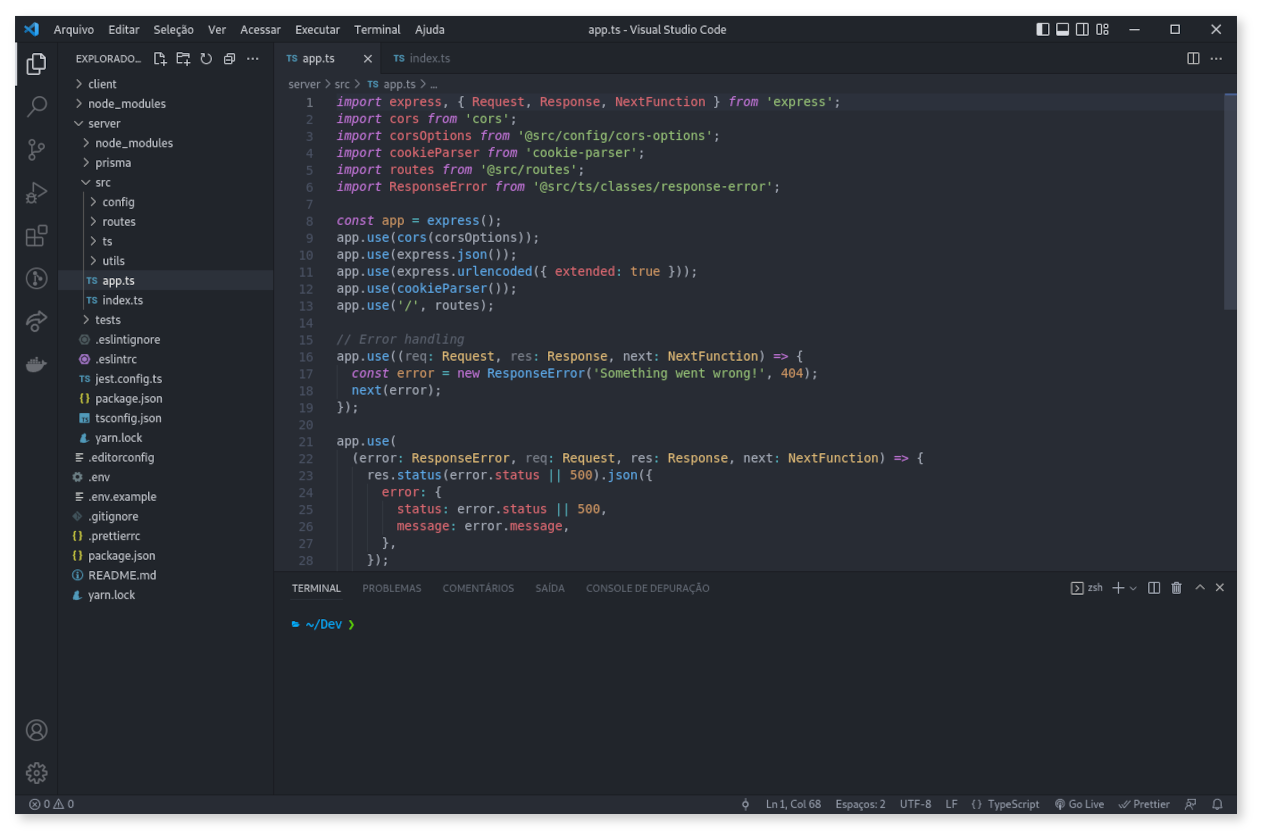 Arquivo Editar Seleção Ver Acessar Executar Terminal Ajuda
app.ts - Visual Studio Code
EXPLORADO...
client
node_modules
server
node_modules
prisma
src
config
routes
ts
utils
TS app.ts
TS index.ts
tests
.eslintignore
.eslintrc
TS jest.config.ts
{} package.json
TS tsconfig.json
yarn.lock
.editorconfig
.env
.env.example
.gitignore
{} .prettierrc
{} package.json
README.md
yarn.lock
TS app.ts
TS index.ts
server > src > TS app.ts > ...
1 import express, { Request, Response, NextFunction } from 'express';
2 import cors from 'cors';
3 import corsOptions from '@src/config/cors-options';
4 import cookieParser from 'cookie-parser';
5 import routes from '@src/routes';
6 import ResponseError from '@src/ts/classes/response-error';
7
8 const app = express();
9 app.use(cors(corsOptions));
10 app.use(express.json());
11 app.use(express.urlencoded({ extended: true }));
12 app.use(cookieParser());
13 app.use('/', routes);
14
15 // Error handling
16 app.use((req: Request, res: Response, next: NextFunction) => {
17 const error = new ResponseError('Something went wrong!', 404);
18 next(error);
19 });
20
21 app.use(
22 (error: ResponseError, req: Request, res: Response, next: NextFunction) => {
23 res.status(error.status || 500).json({
24 error: {
25 status: error.status || 500,
26 message: error.message,
27 },
28 });
TERMINAL PROBLEMAS COMENTÁRIOS SAÍDA CONSOLE DE DEPURAÇÃO
zsh
~/Dev ❯
0 0
Ln 1, Col 68 Espaços: 2 UTF-8 LF {} TypeScript Go Live Prettier